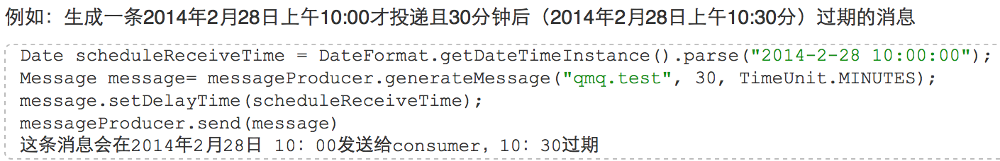 例如：生成一条2014年2月28日上午10:00才投递且30分钟后（2014年2月28日上午10:30分）过期的消息
Date scheduleReceiveTime = DateFormat.getDateTimeInstance().parse("2014-2-28 10:00:00");
Message message= messageProducer.generateMessage("qmq.test", 30, TimeUnit.MINUTES);
message.setDelayTime(scheduleReceiveTime);
messageProducer.send(message)
这条消息会在2014年2月28日 10：00发送给consumer，10：30过期